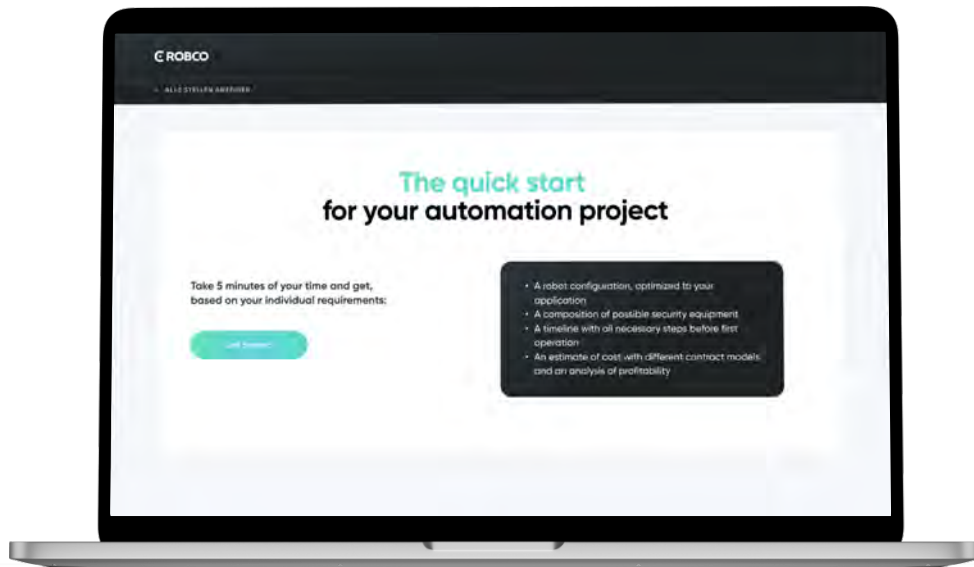 ROBCO
ALLE STELLEN ANZEIGEN
The quick start
for your automation project
Take 5 minutes of your time and get,
based on your individual requirements:
• A robot configuration, optimized to your
application
• A composition of possible security equipment
• A timeline with all necessary steps before first
operation
• An estimate of cost with different contract models
and an analysis of profitability